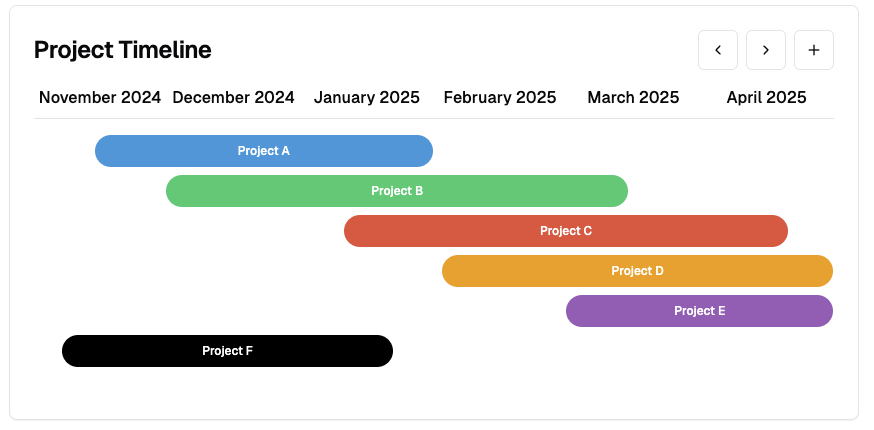 Project Timeline
November 2024 December 2024 January 2025 February 2025 March 2025 April 2025
Project A
Project B
Project C
Project D
Project E
Project F